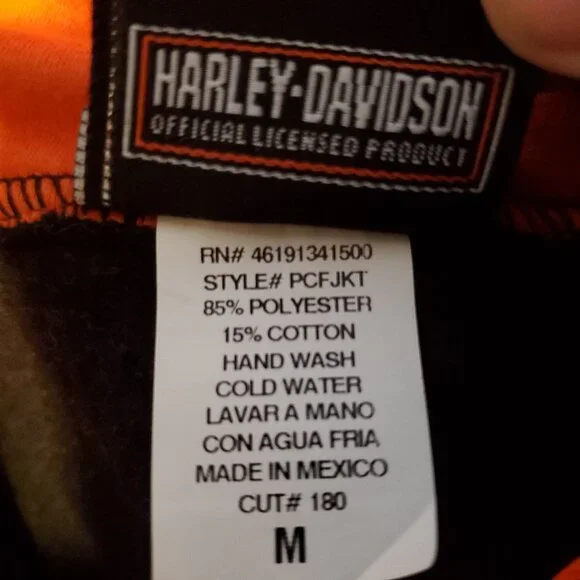 HARLEY-DAVIDSON
OFFICIAL LICENSED PRODUCT
RN# 46191341500
STYLE# PCFJKT
85% POLYESTER
15% COTTON
HAND WASH
COLD WATER
LAVAR A MANO
CON AGUA FRIA
MADE IN MEXICO
CUT# 180
M